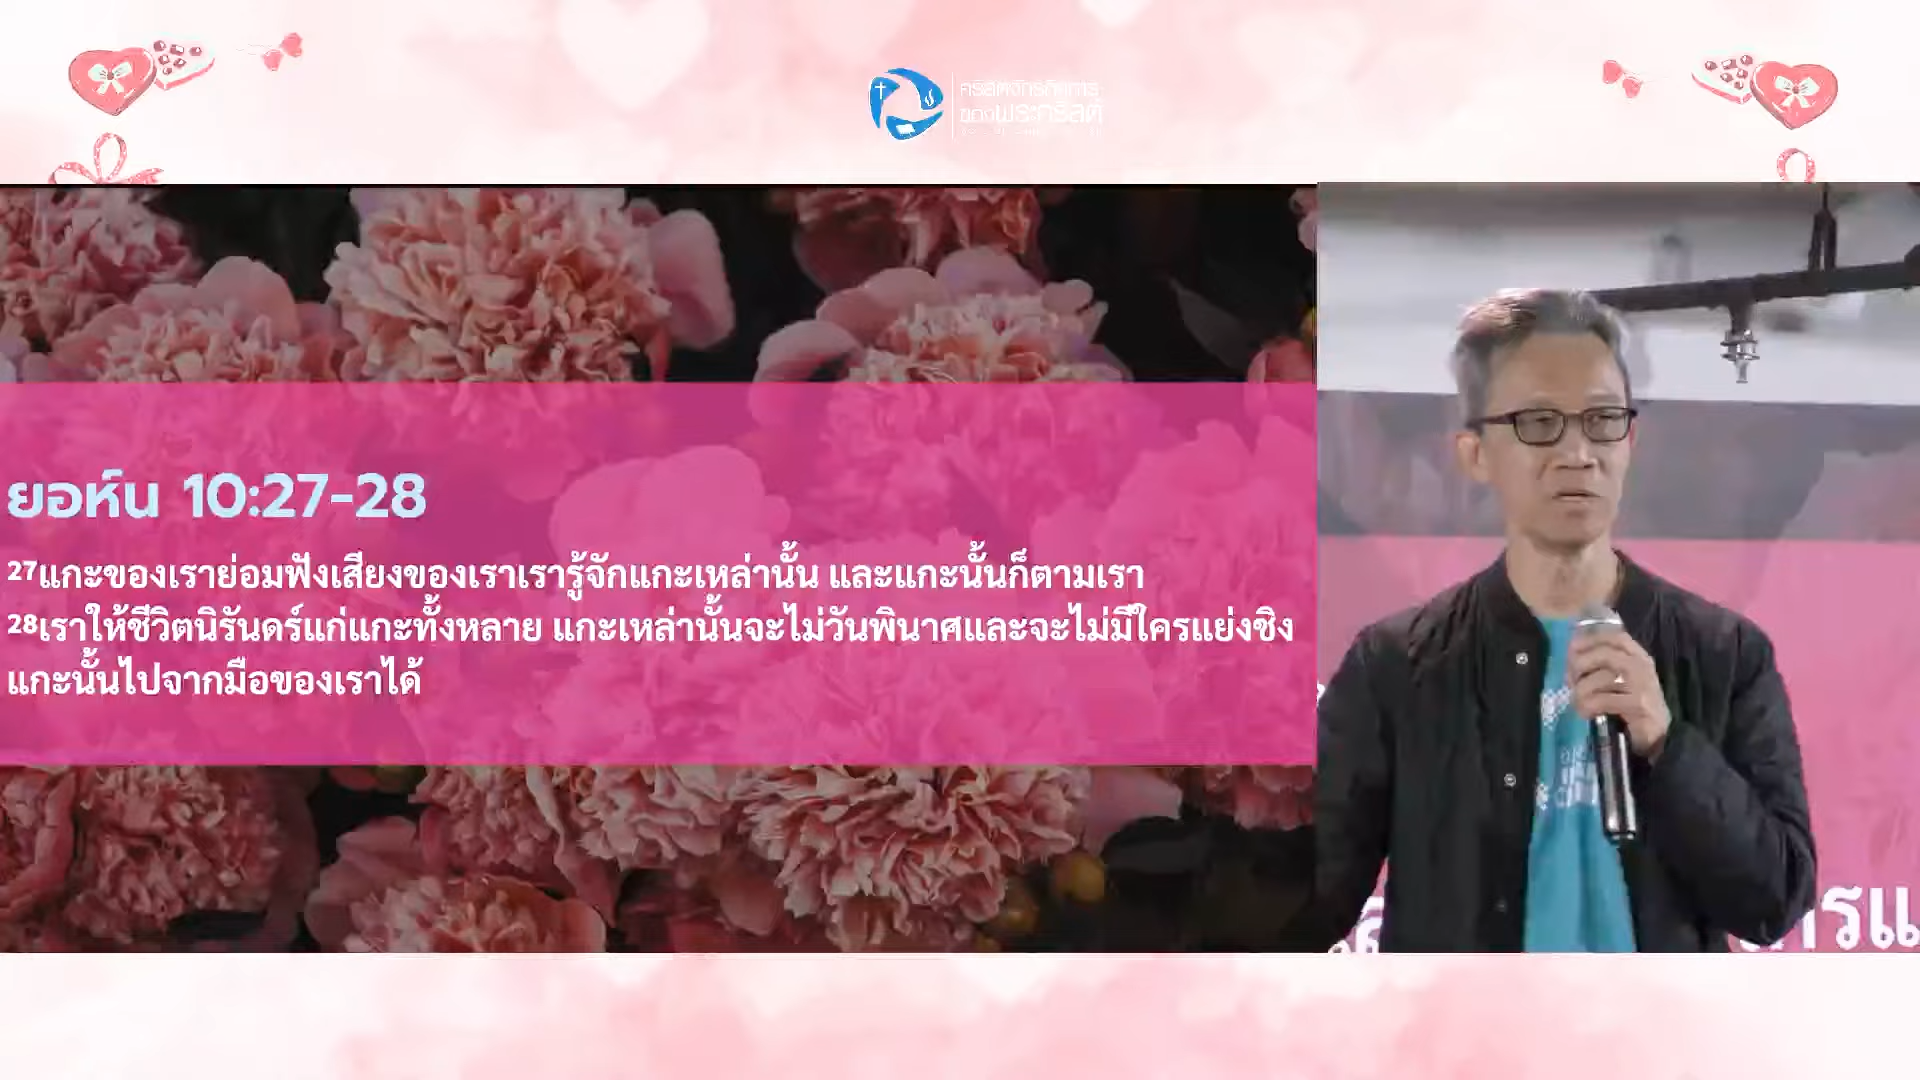 คริสตจักรกิจการ
ของพระคริสต์
ยอห์น 10:27-28
27แกะของเราย่อมฟังเสียงของเราเรารู้จักแกะเหล่านั้น และแกะนั้นก็ตามเรา
28เราให้ชีวิตนิรันดร์แก่แกะทั้งหลาย แกะเหล่านั้นจะไม่วันพินาศและจะไม่มีใครแย่งชิง
แกะนั้นไปจากมือของเราได้